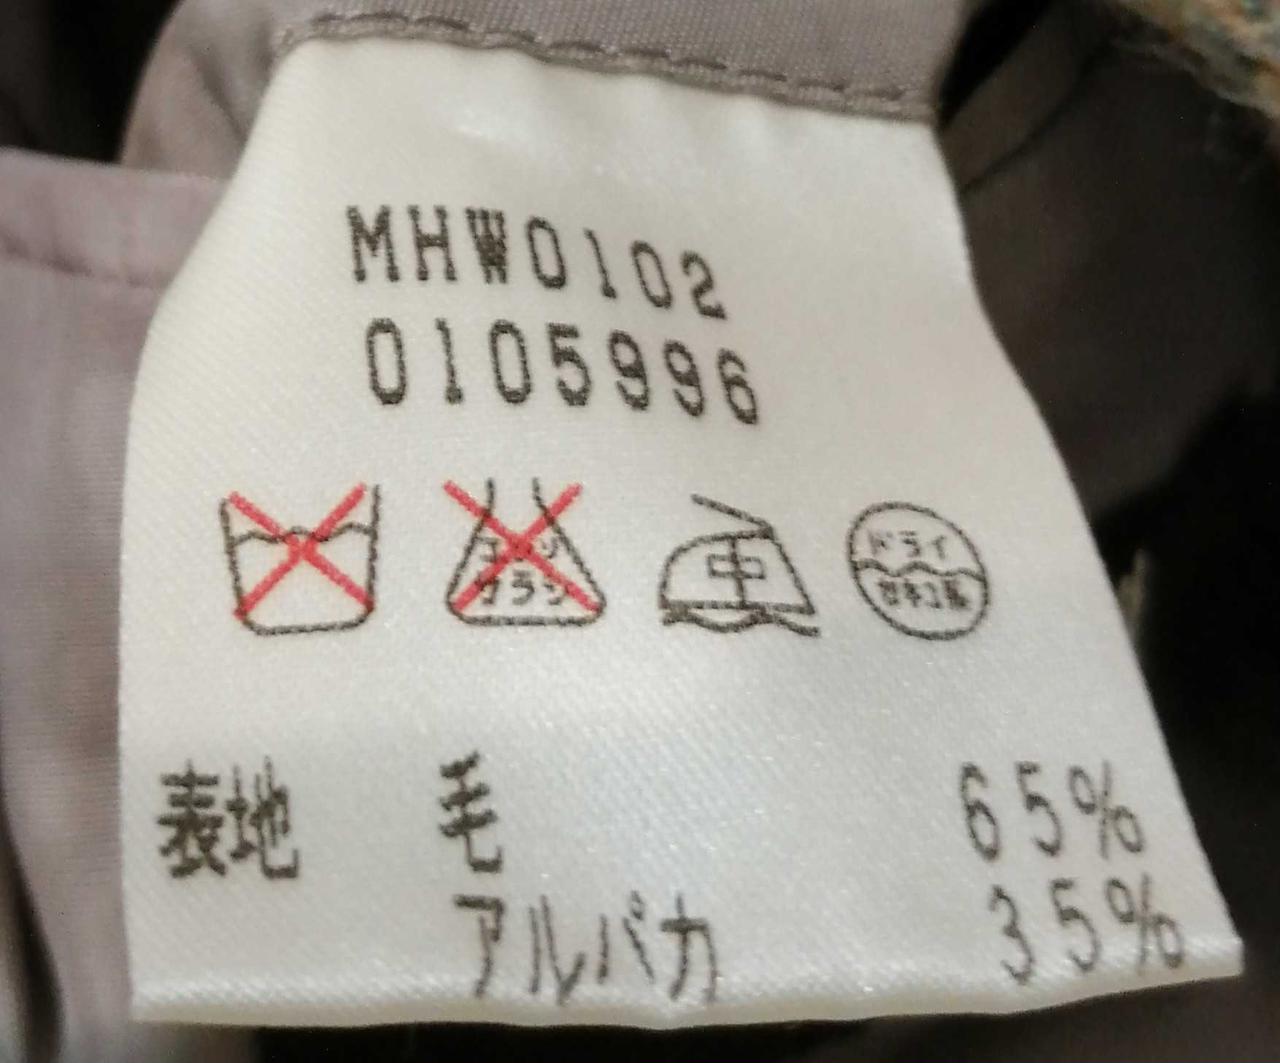 MHW0102
0105996
エンソ
サラシ
中
ドライ
セキユ系
表地 毛 65%
アルパカ 35%